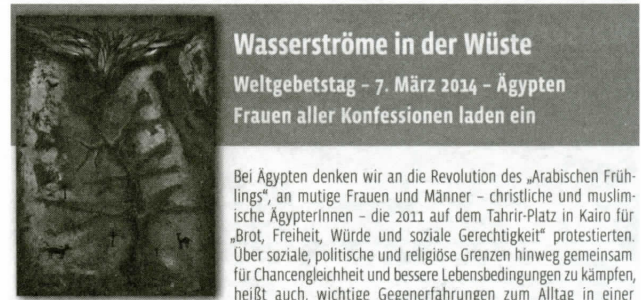 Wasserströme in der Wüste
Weltgebetstag – 7. März 2014 – Ägypten
Frauen aller Konfessionen laden ein
Bei Ägypten denken wir an die Revolution des „Arabischen Früh-
lings“, an mutige Frauen und Männer – christliche und muslim-
ische ÄgypterInnen – die 2011 auf dem Tahrir-Platz in Kairo für
„Brot, Freiheit, Würde und soziale Gerechtigkeit“ protestierten.
Über soziale, politische und religiöse Grenzen hinweg gemeinsam
für Chancengleichheit und bessere Lebensbedingungen zu kämpfen,
heißt auch, wichtige Gegenerfahrungen zum Alltag in einer